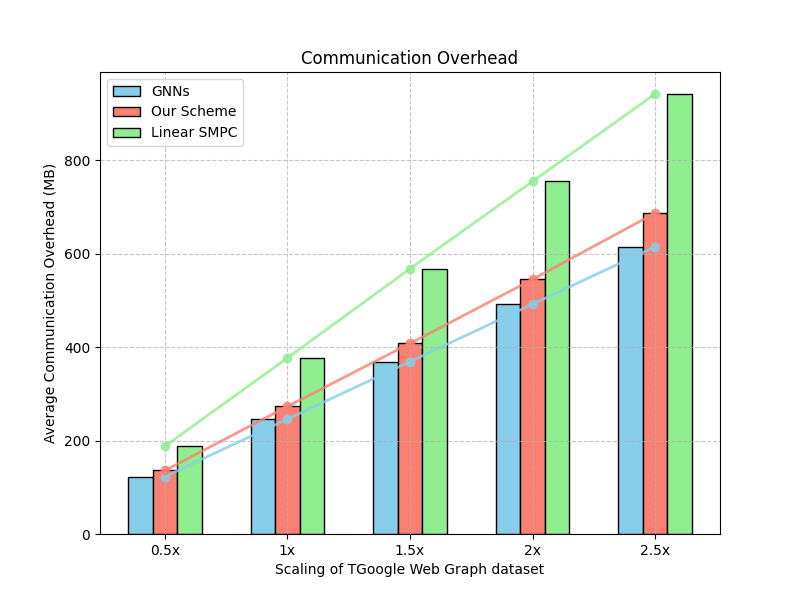 Communication Overhead
GNNs
Our Scheme
Linear SMPC
Average Communication Overhead (MB)
800
600
400
200
0
0.5x 1x 1.5x 2x 2.5x
Scaling of TGoogle Web Graph dataset